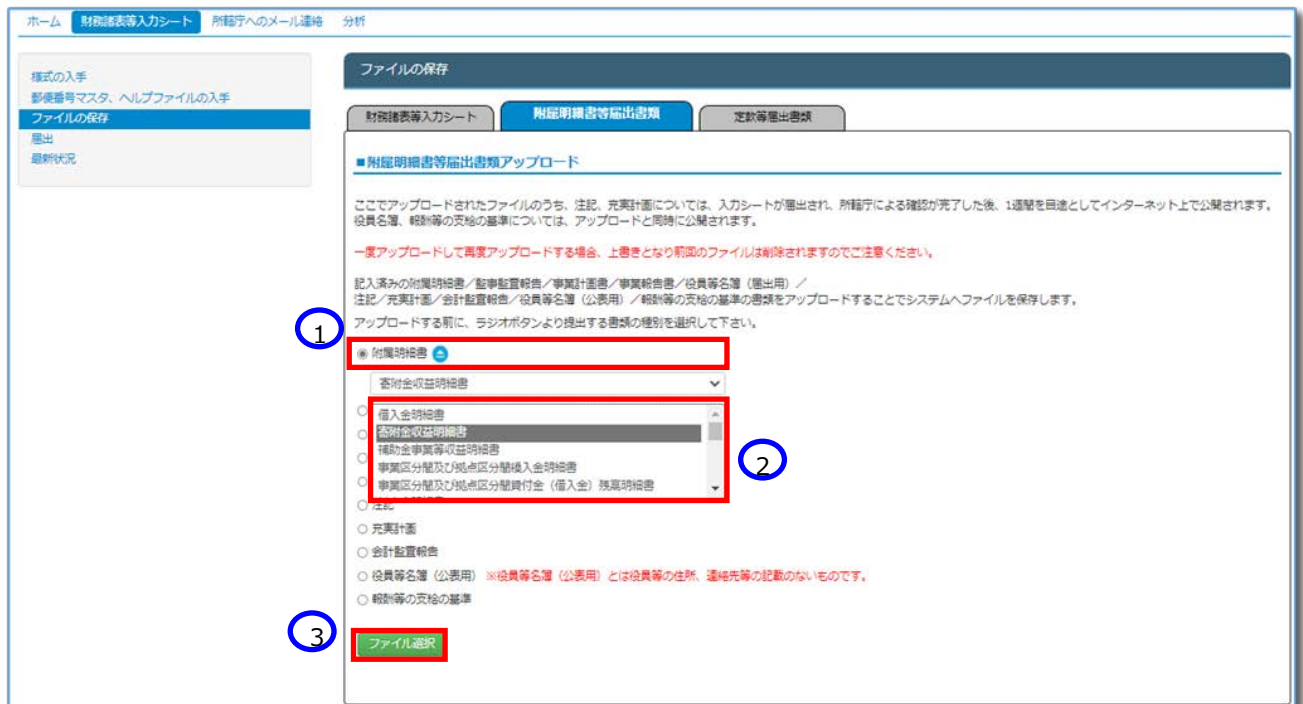 ホーム 財務諸表等入力シート 所轄庁へのメール連絡 分析
様式の入手
郵便番号マスタ、ヘルプファイルの入手
ファイルの保存
届出
最新状況
ファイルの保存
財務諸表等入力シート 附属明細書等届出書類 定款等届出書類
■附属明細書等届出書類アップロード
ここでアップロードされたファイルのうち、注記、充実計画については、入力シートが届出され、所轄庁による確認が完了した後、1週間を目途としてインターネット上で公開されます。
役員名簿、報酬等の支給の基準については、アップロードと同時に公開されます。
一度アップロードして再度アップロードする場合、上書きとなり前回のファイルは削除されますのでご注意ください。
記入済みの附属明細書／監事監査報告／事業計画書／事業報告書／役員等名簿（届出用）／
注記／充実計画／会計監査報告／役員等名簿（公表用）／報酬等の支給の基準の書類をアップロードすることでシステムへファイルを保存します。
アップロードする前に、ラジオボタンより提出する書類の種別を選択して下さい。
1
附属明細書
寄附金収益明細書
借入金明細書
寄附金収益明細書
補助金事業等収益明細書
事業区分間及び拠点区分間繰入金明細書
事業区分間及び拠点区分間貸付金（借入金）残高明細書
2
注記
充実計画
会計監査報告
役員等名簿（公表用） ※役員等名簿（公表用）とは役員等の住所、連絡先等の記載のないものです。
報酬等の支給の基準
3
ファイル選択